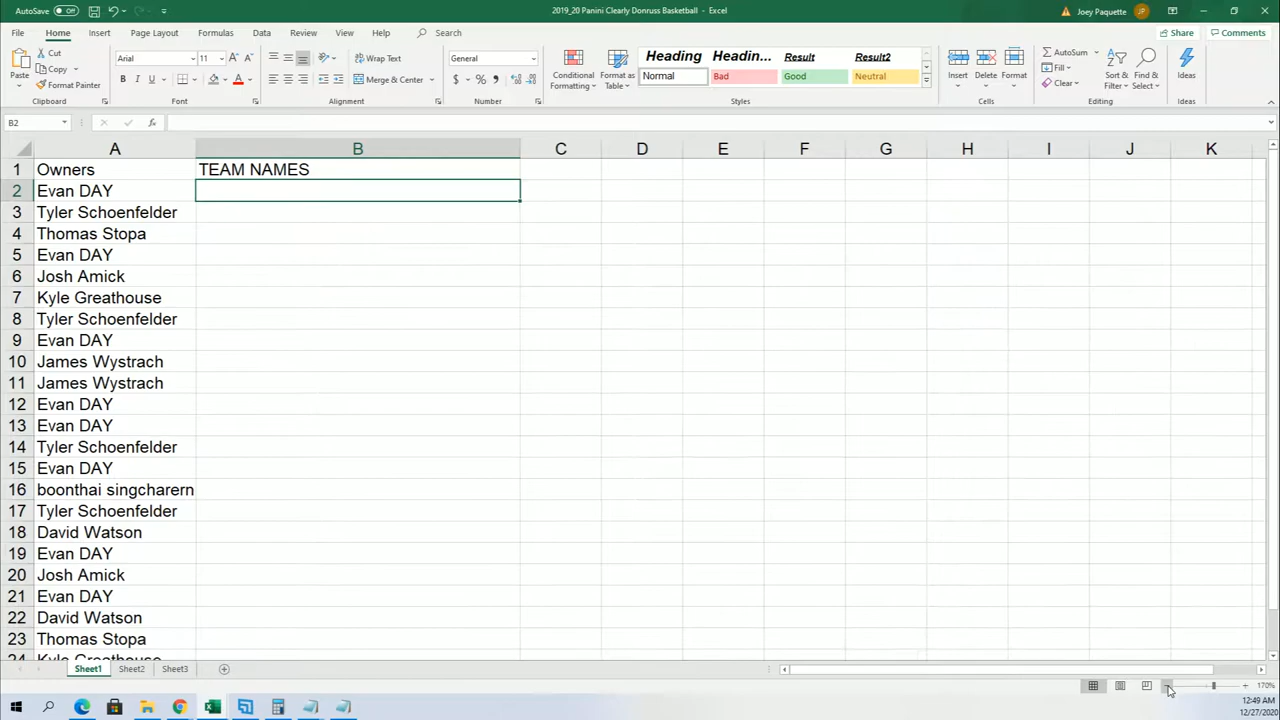 AutoSave Off 2019_20 Panini Clearly Donruss Basketball - Excel Joey Paquette JP
File Home Insert Page Layout Formulas Data Review View Help Search Share Comments
Paste Cut Copy Format Painter Clipboard
Arial 11 A A B I U A Font
Wrap Text Merge & Center Alignment
General $ % Number
Conditional Formatting Format as Table
Heading Headin... Result Result2
Normal Bad Good Neutral
Styles
Insert Delete Format Cells
AutoSum Fill Clear Sort & Filter Find & Select Editing
Ideas Ideas
B2 fx
A B C D E F G H I J K
1 Owners TEAM NAMES
2 Evan DAY
3 Tyler Schoenfelder
4 Thomas Stopa
5 Evan DAY
6 Josh Amick
7 Kyle Greathouse
8 Tyler Schoenfelder
9 Evan DAY
10 James Wystrach
11 James Wystrach
12 Evan DAY
13 Evan DAY
14 Tyler Schoenfelder
15 Evan DAY
16 boonthai singcharern
17 Tyler Schoenfelder
18 David Watson
19 Evan DAY
20 Josh Amick
21 Evan DAY
22 David Watson
23 Thomas Stopa
24 Kyle Greathouse
Sheet1 Sheet2 Sheet3
170%
12:49 AM
12/27/2020